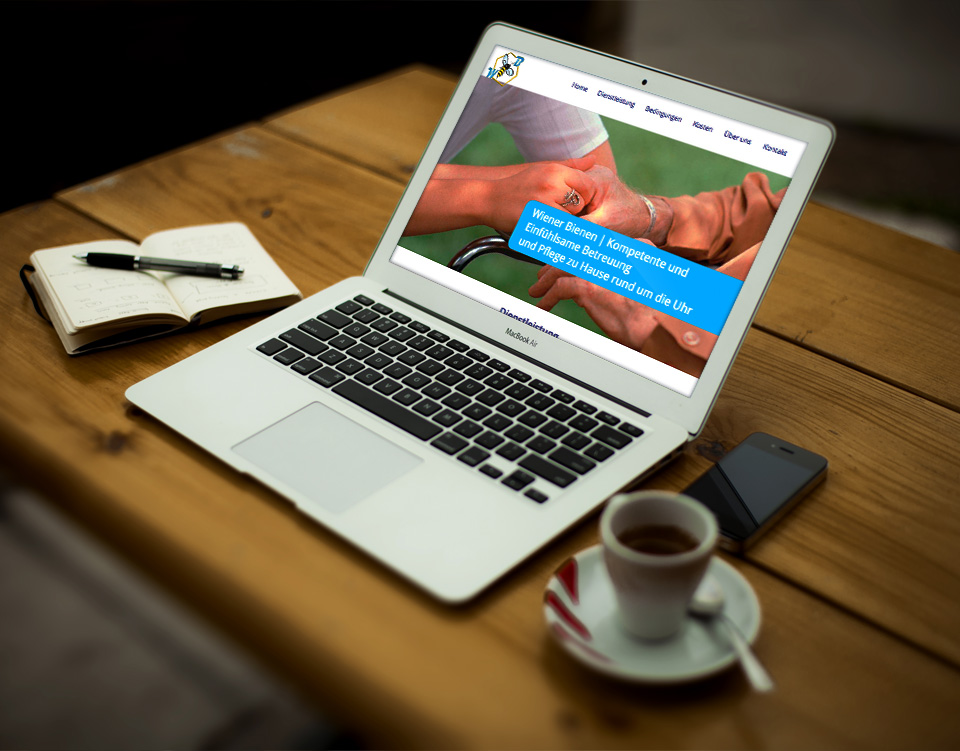 Home Dienstleistung Bedingungen Kosten Über uns Kontakt
Wiener Bienen | Kompetente und
Einfühlsame Betreuung
und Pflege zu Hause rund um die Uhr
Dienstleistung
MacBook Air